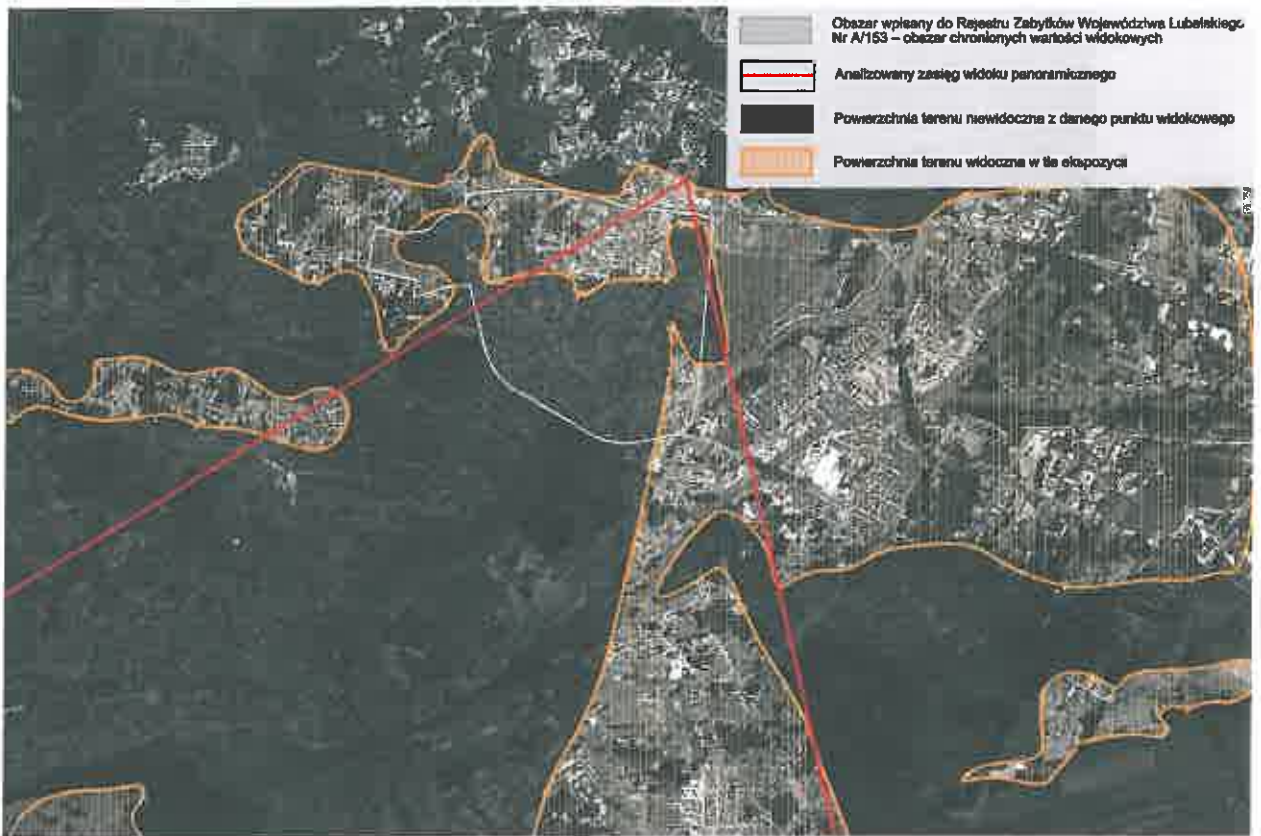 Obszar wpisany do Rejestru Zabytków Województwa Lubelskiego
Nr A/153 – obszar chronionych wartości widokowych
Analizowany zasięg widoku panoramicznego
Powierzchnia terenu niewidoczna z danego punktu widokowego
Powierzchnia terenu widoczna w tle ekspozycji